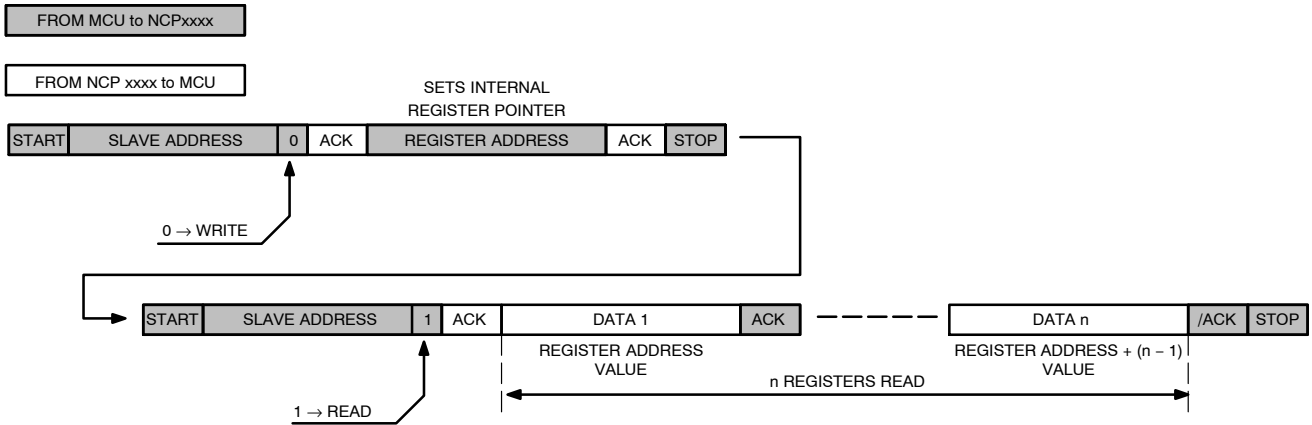 FROM MCU to NCPxxxx
FROM NCP xxxx to MCU
SETS INTERNAL
REGISTER POINTER
START SLAVE ADDRESS 0 ACK REGISTER ADDRESS ACK STOP
0 → WRITE
START SLAVE ADDRESS 1 ACK DATA 1 ACK DATA n /ACK STOP
REGISTER ADDRESS
VALUE
REGISTER ADDRESS + (n − 1)
VALUE
n REGISTERS READ
1 → READ